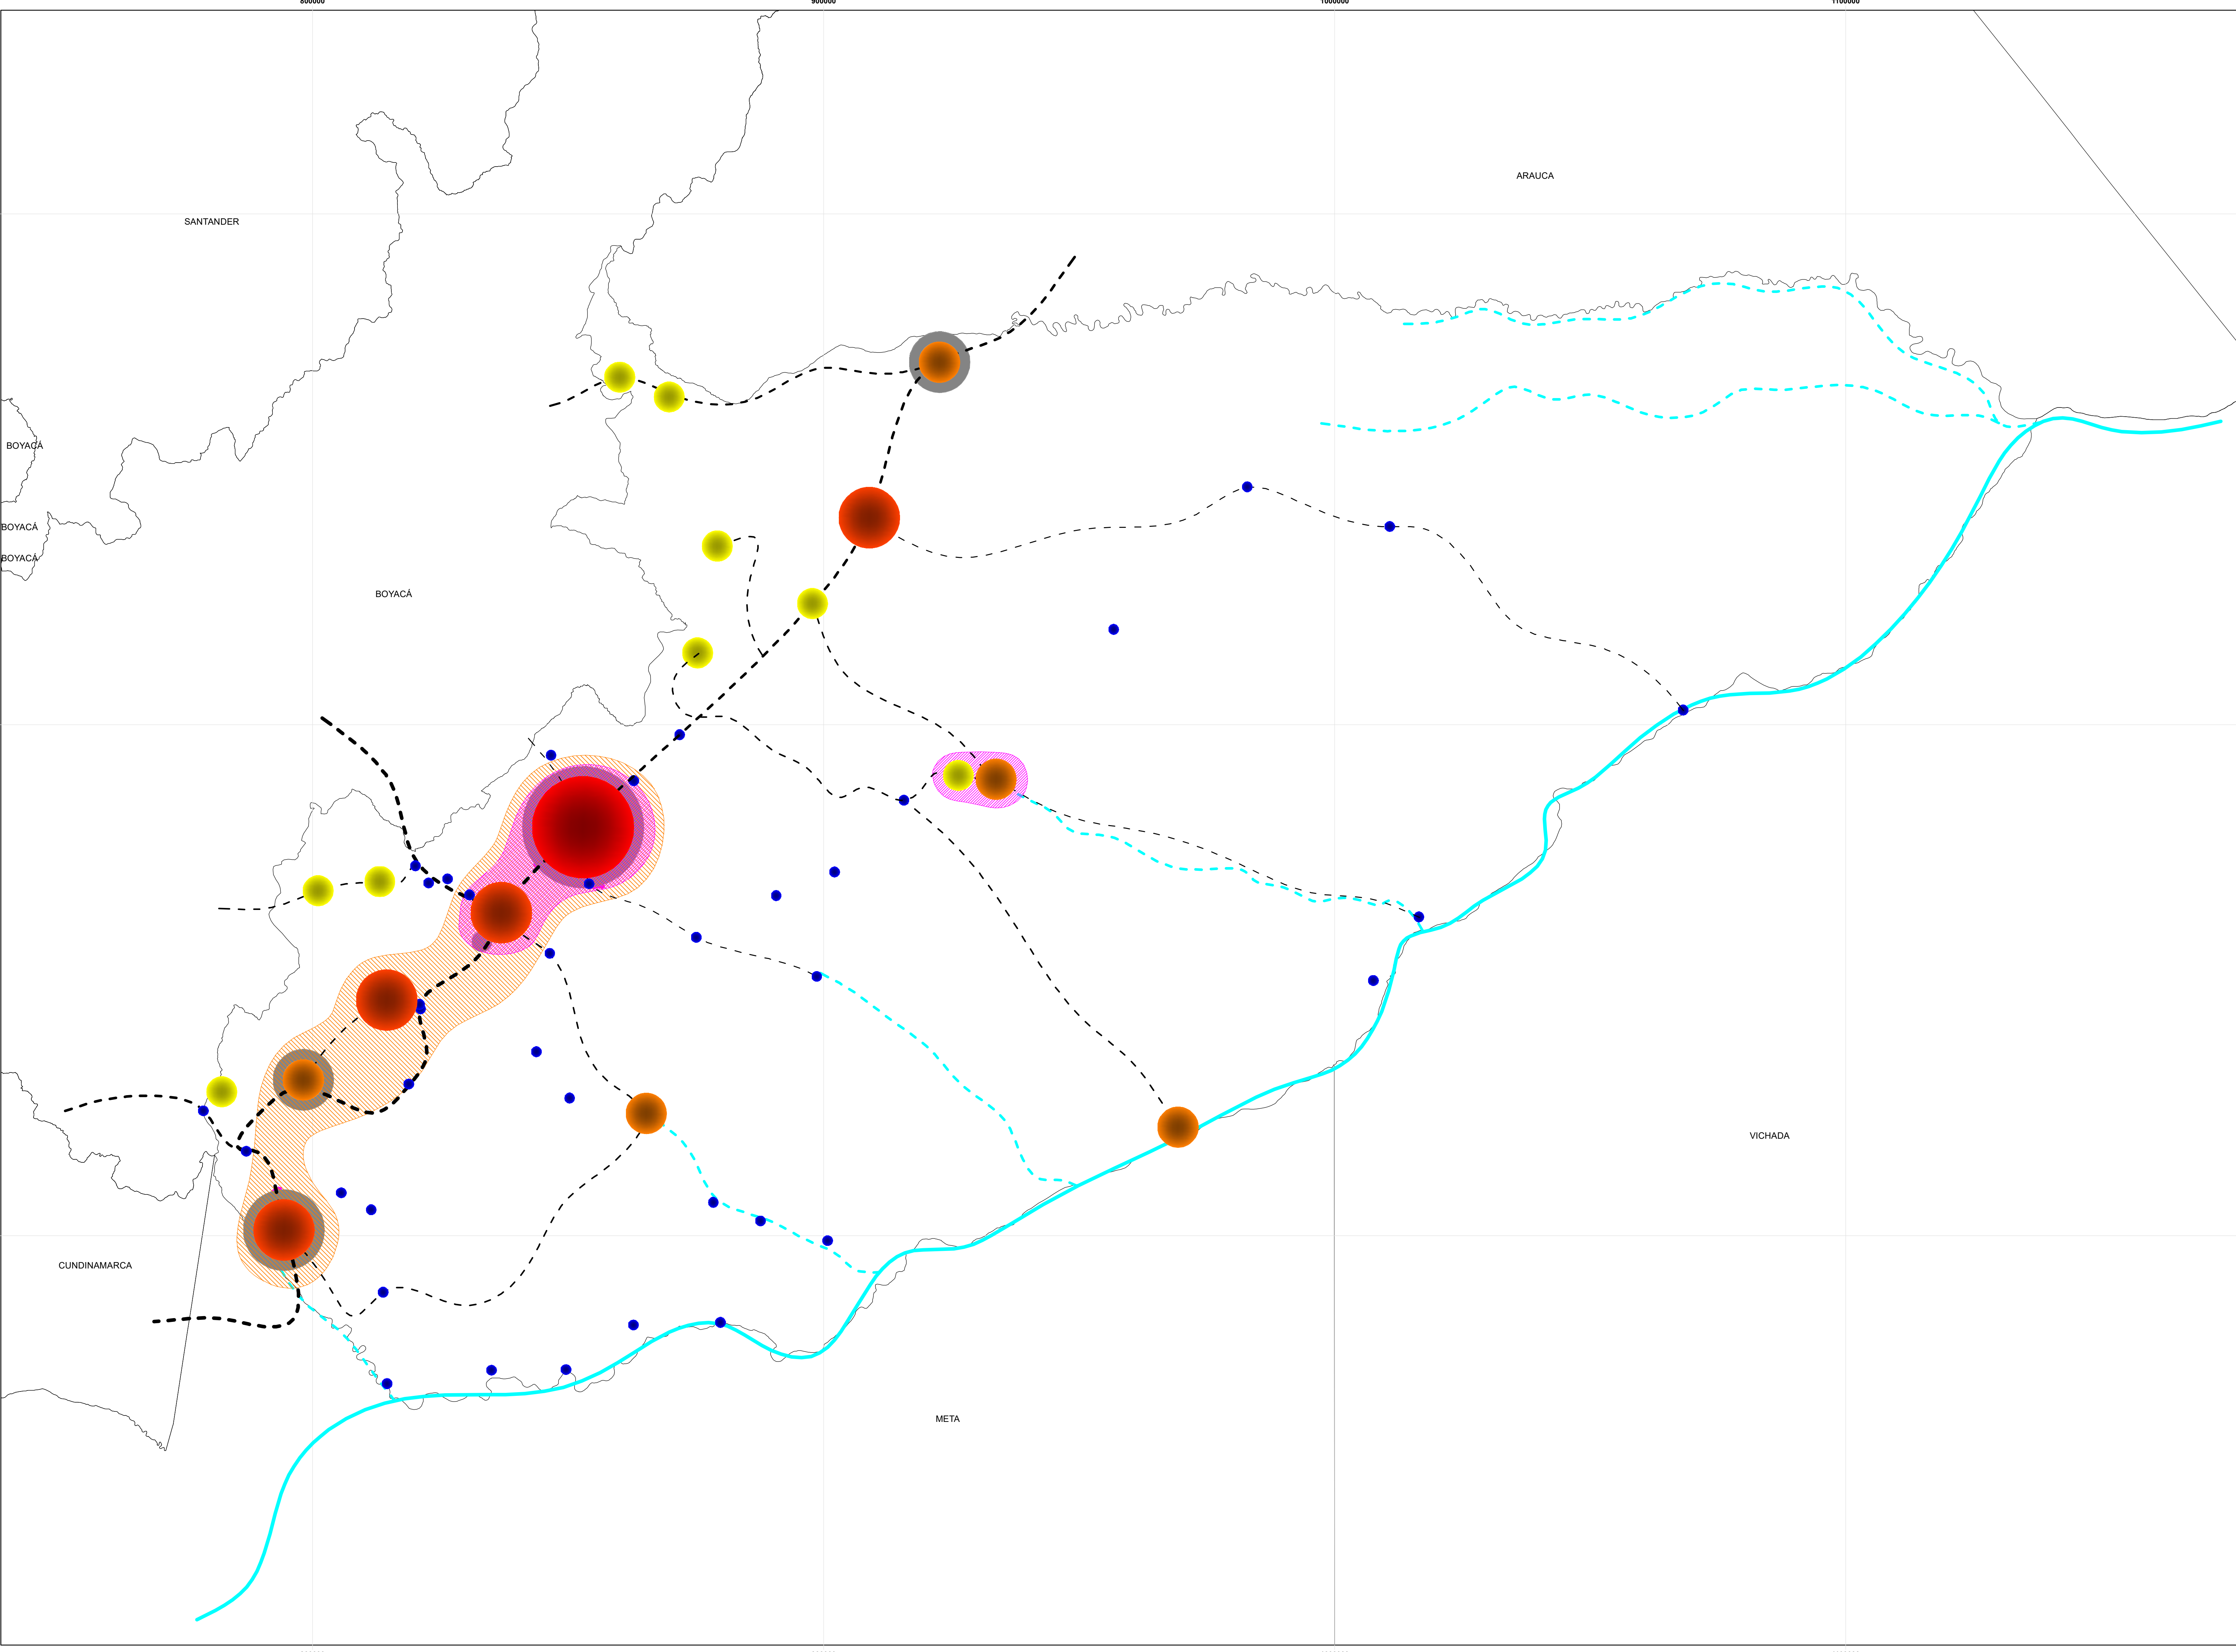 800000 900000 1000000 1100000
ARAUCA
SANTANDER
BOYACÁ
BOYACÁ
BOYACÁ
BOYACÁ
VICHADA
CUNDINAMARCA
META